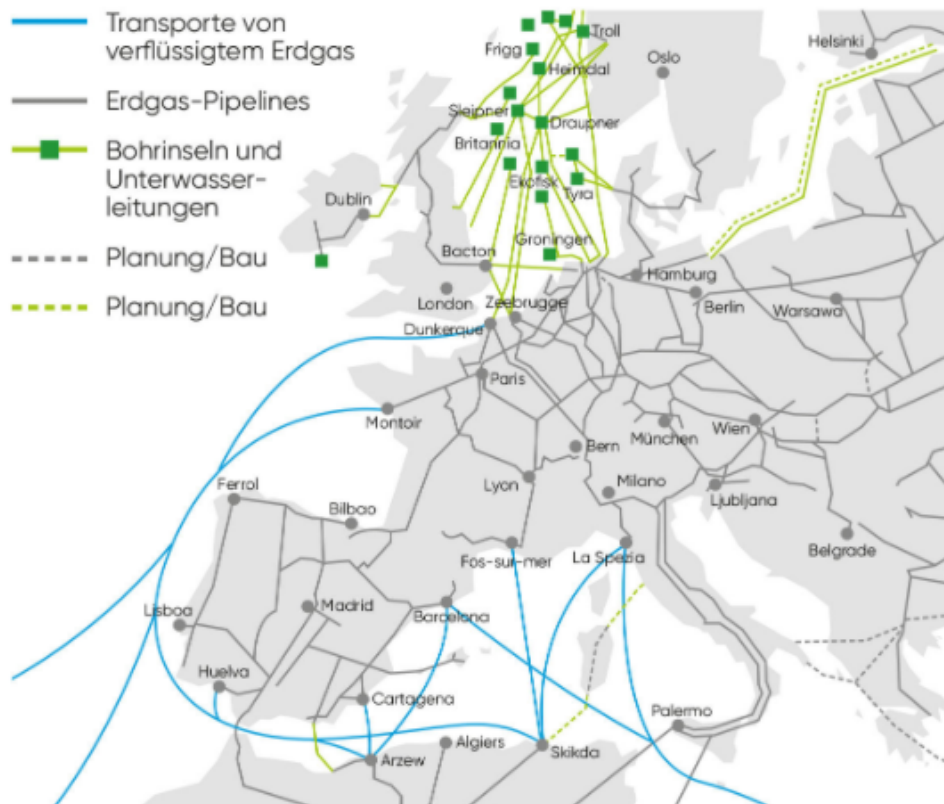 Transporte von
verflüssigtem Erdgas
Erdgas-Pipelines
Bohrinseln und
Unterwasser-
leitungen
Planung/Bau
Planung/Bau
Troll
Frigg
Oslo
Helsinki
Heimdal
Sleipner
Draupner
Britannia
Ekofisk
Tyra
Dublin
Groningen
Bacton
Hamburg
London
Zeebrugge
Berlin
Warsawa
Dunkerque
Paris
Montoir
München
Wien
Bern
Lyon
Milano
Ljubljana
Ferrol
Bilbao
Fos-sur-mer
La Spezia
Belgrade
Lisboa
Madrid
Barcelona
Huelva
Cartagena
Palermo
Algiers
Skikda
Arzew